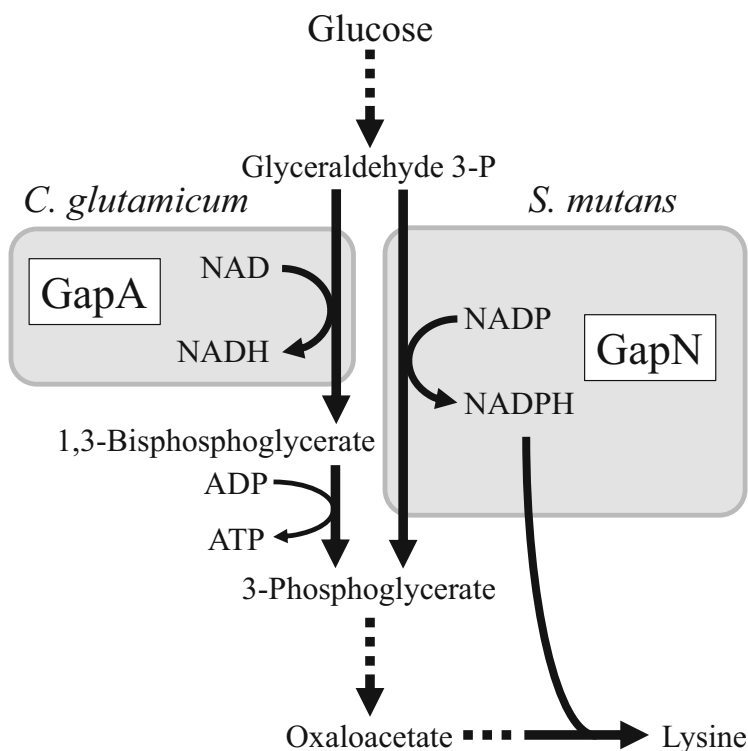 Glucose
Glyceraldehyde 3-P
C. glutamicum
S. mutans
GapA
NAD
NADH
NADP
NADPH
GapN
1,3-Bisphosphoglycerate
ADP
ATP
3-Phosphoglycerate
Oxaloacetate
Lysine